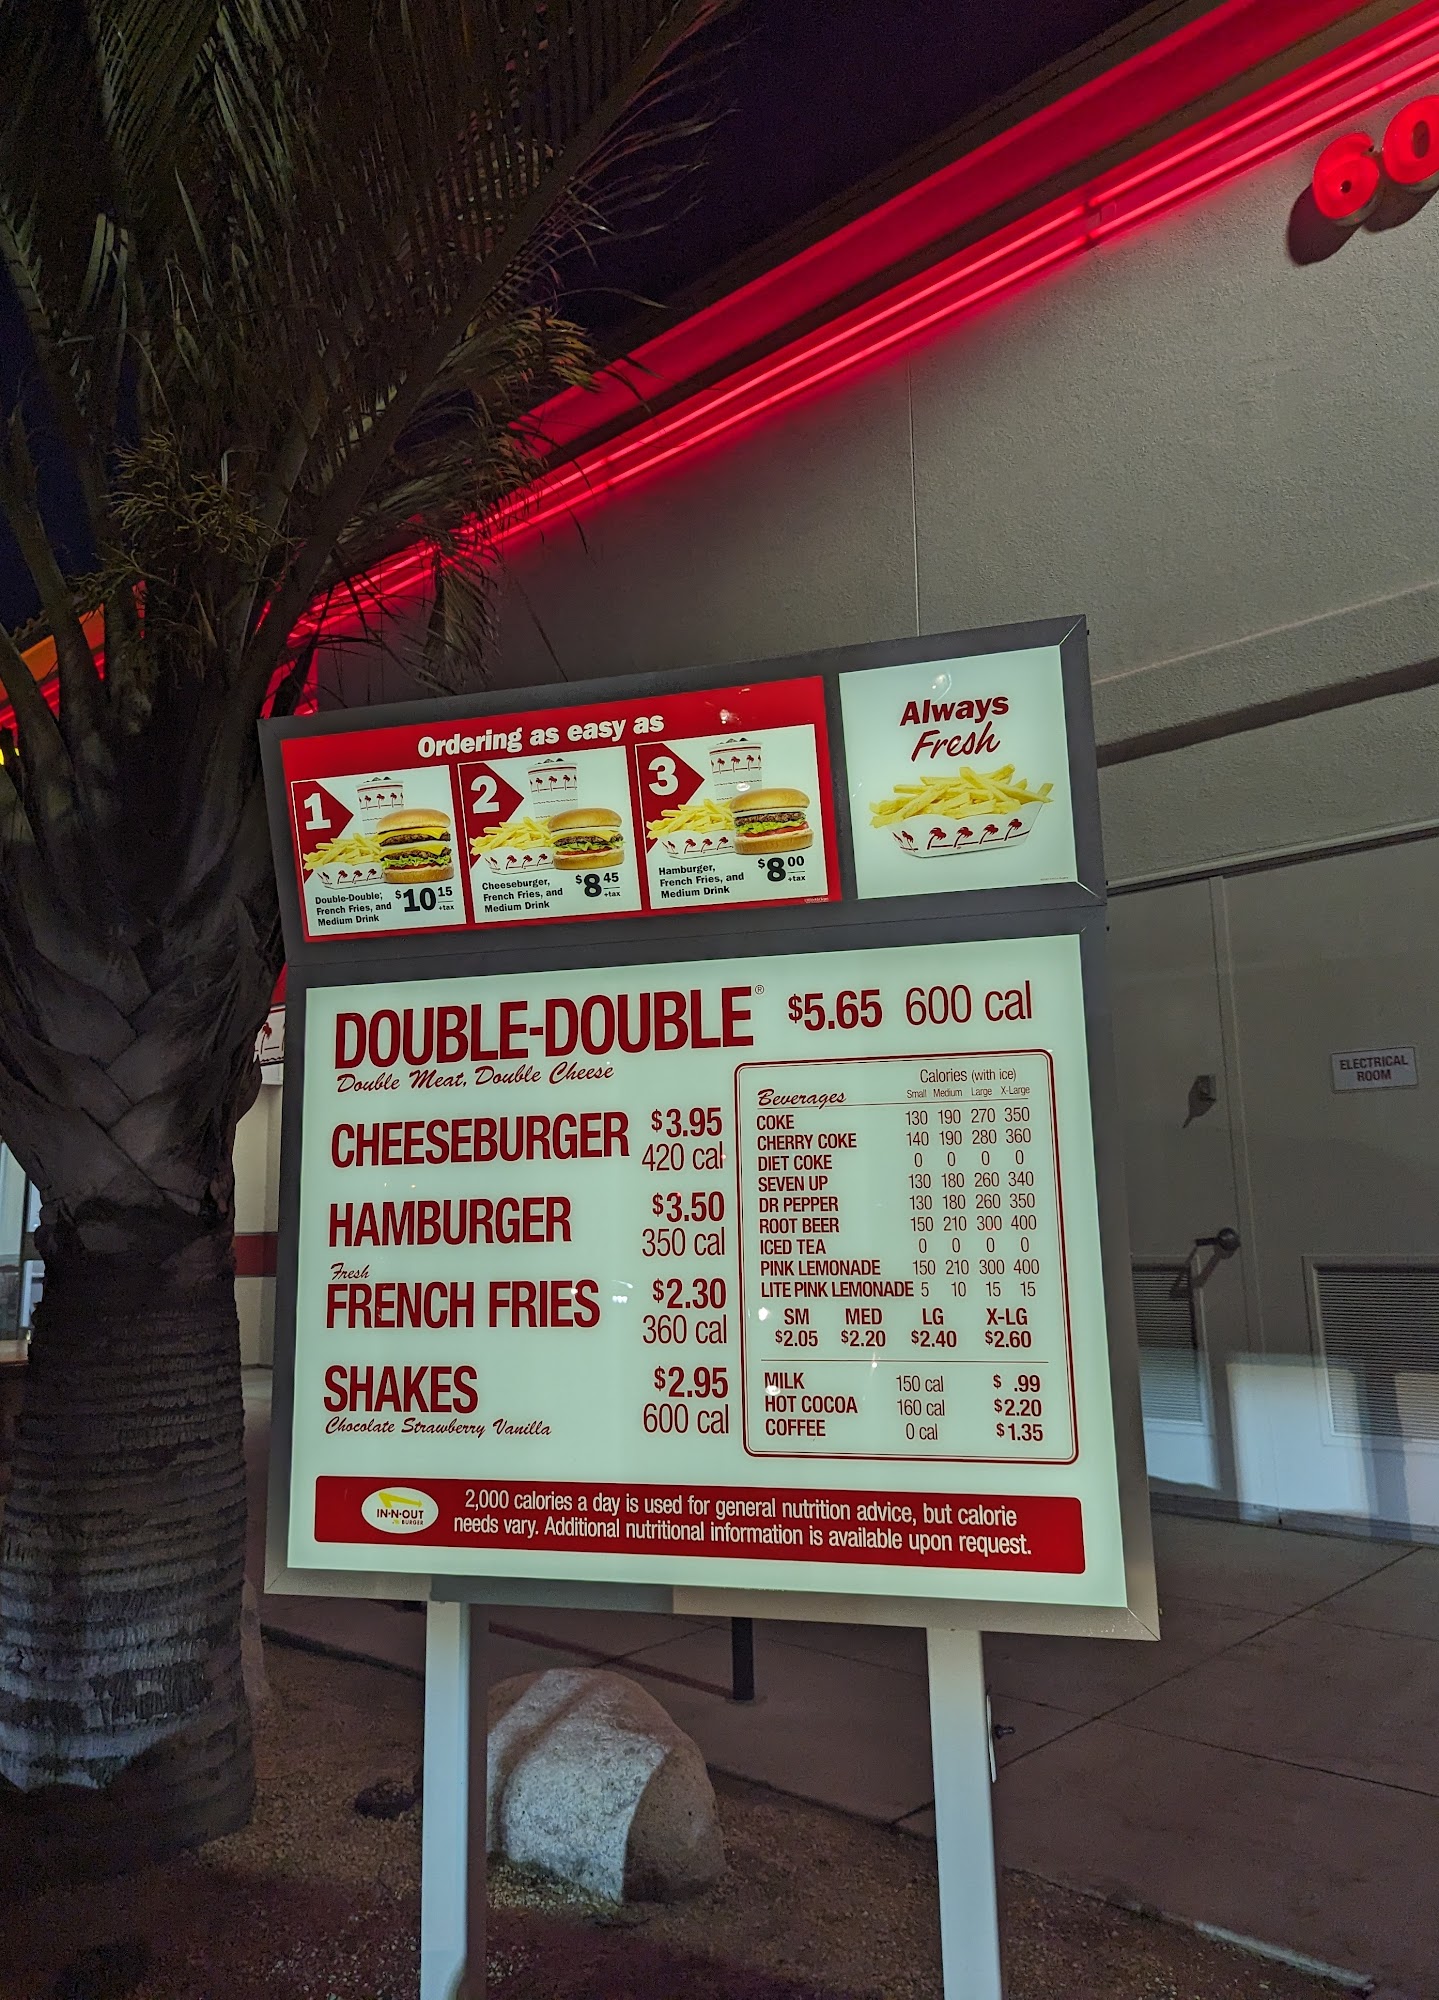 60
Ordering as easy as
1
Double-Double,
French Fries, and
Medium Drink
$10 15
+tax
2
Cheeseburger,
French Fries, and
Medium Drink
$8 45
+tax
3
Hamburger,
French Fries, and
Medium Drink
$8 00
+tax
Always
Fresh
DOUBLE-DOUBLE® $5.65 600 cal
Double Meat, Double Cheese
CHEESEBURGER $3.95
420 cal
HAMBURGER $3.50
350 cal
Fresh
FRENCH FRIES $2.30
360 cal
SHAKES $2.95
Chocolate Strawberry Vanilla 600 cal
Calories (with ice)
Beverages Small Medium Large X-Large
COKE 130 190 270 350
CHERRY COKE 140 190 280 360
DIET COKE 0 0 0 0
SEVEN UP 130 180 260 340
DR PEPPER 130 180 260 350
ROOT BEER 150 210 300 400
ICED TEA 0 0 0 0
PINK LEMONADE 150 210 300 400
LITE PINK LEMONADE 5 10 15 15
SM MED LG X-LG
$2.05 $2.20 $2.40 $2.60
MILK 150 cal $ .99
HOT COCOA 160 cal $2.20
COFFEE 0 cal $1.35
IN-N-OUT
BURGER
2,000 calories a day is used for general nutrition advice, but calorie
needs vary. Additional nutritional information is available upon request.
ELECTRICAL
ROOM